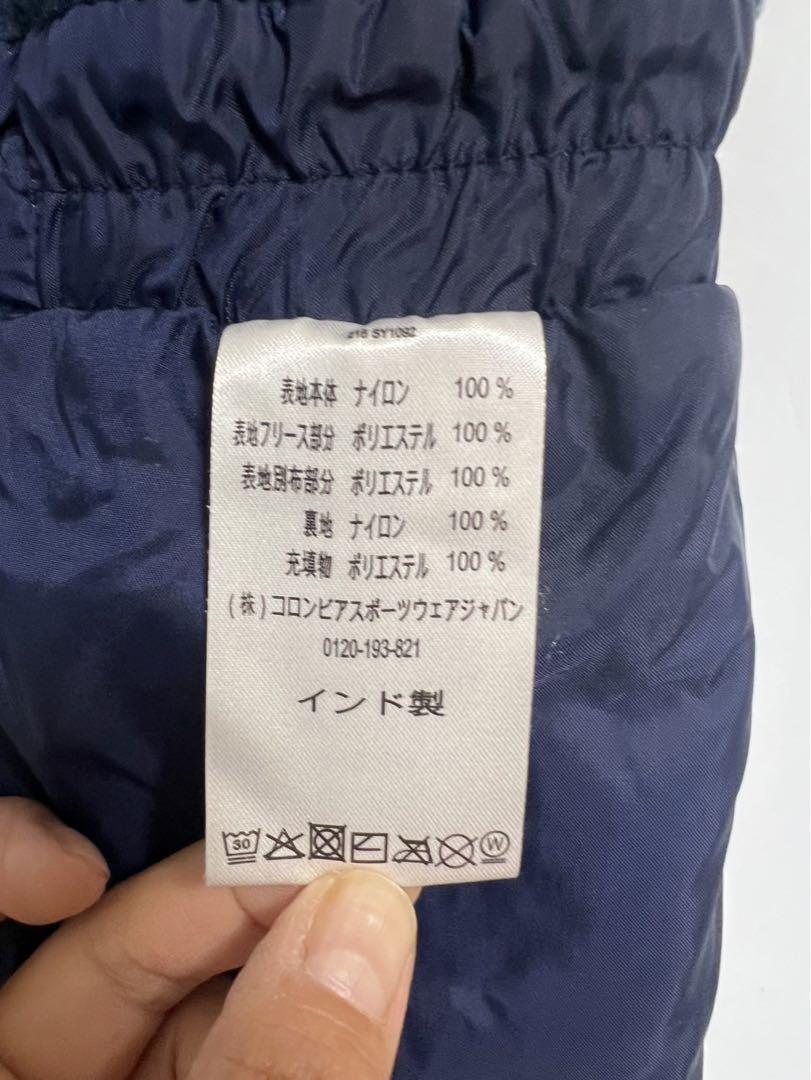 216 SY1092
表地本体 ナイロン 100 %
表地フリース部分 ポリエステル 100 %
表地別布部分 ポリエステル 100 %
裏地 ナイロン 100 %
充填物 ポリエステル 100 %
(株)コロンビアスポーツウェアジャパン
0120-193-821
インド製
30 W